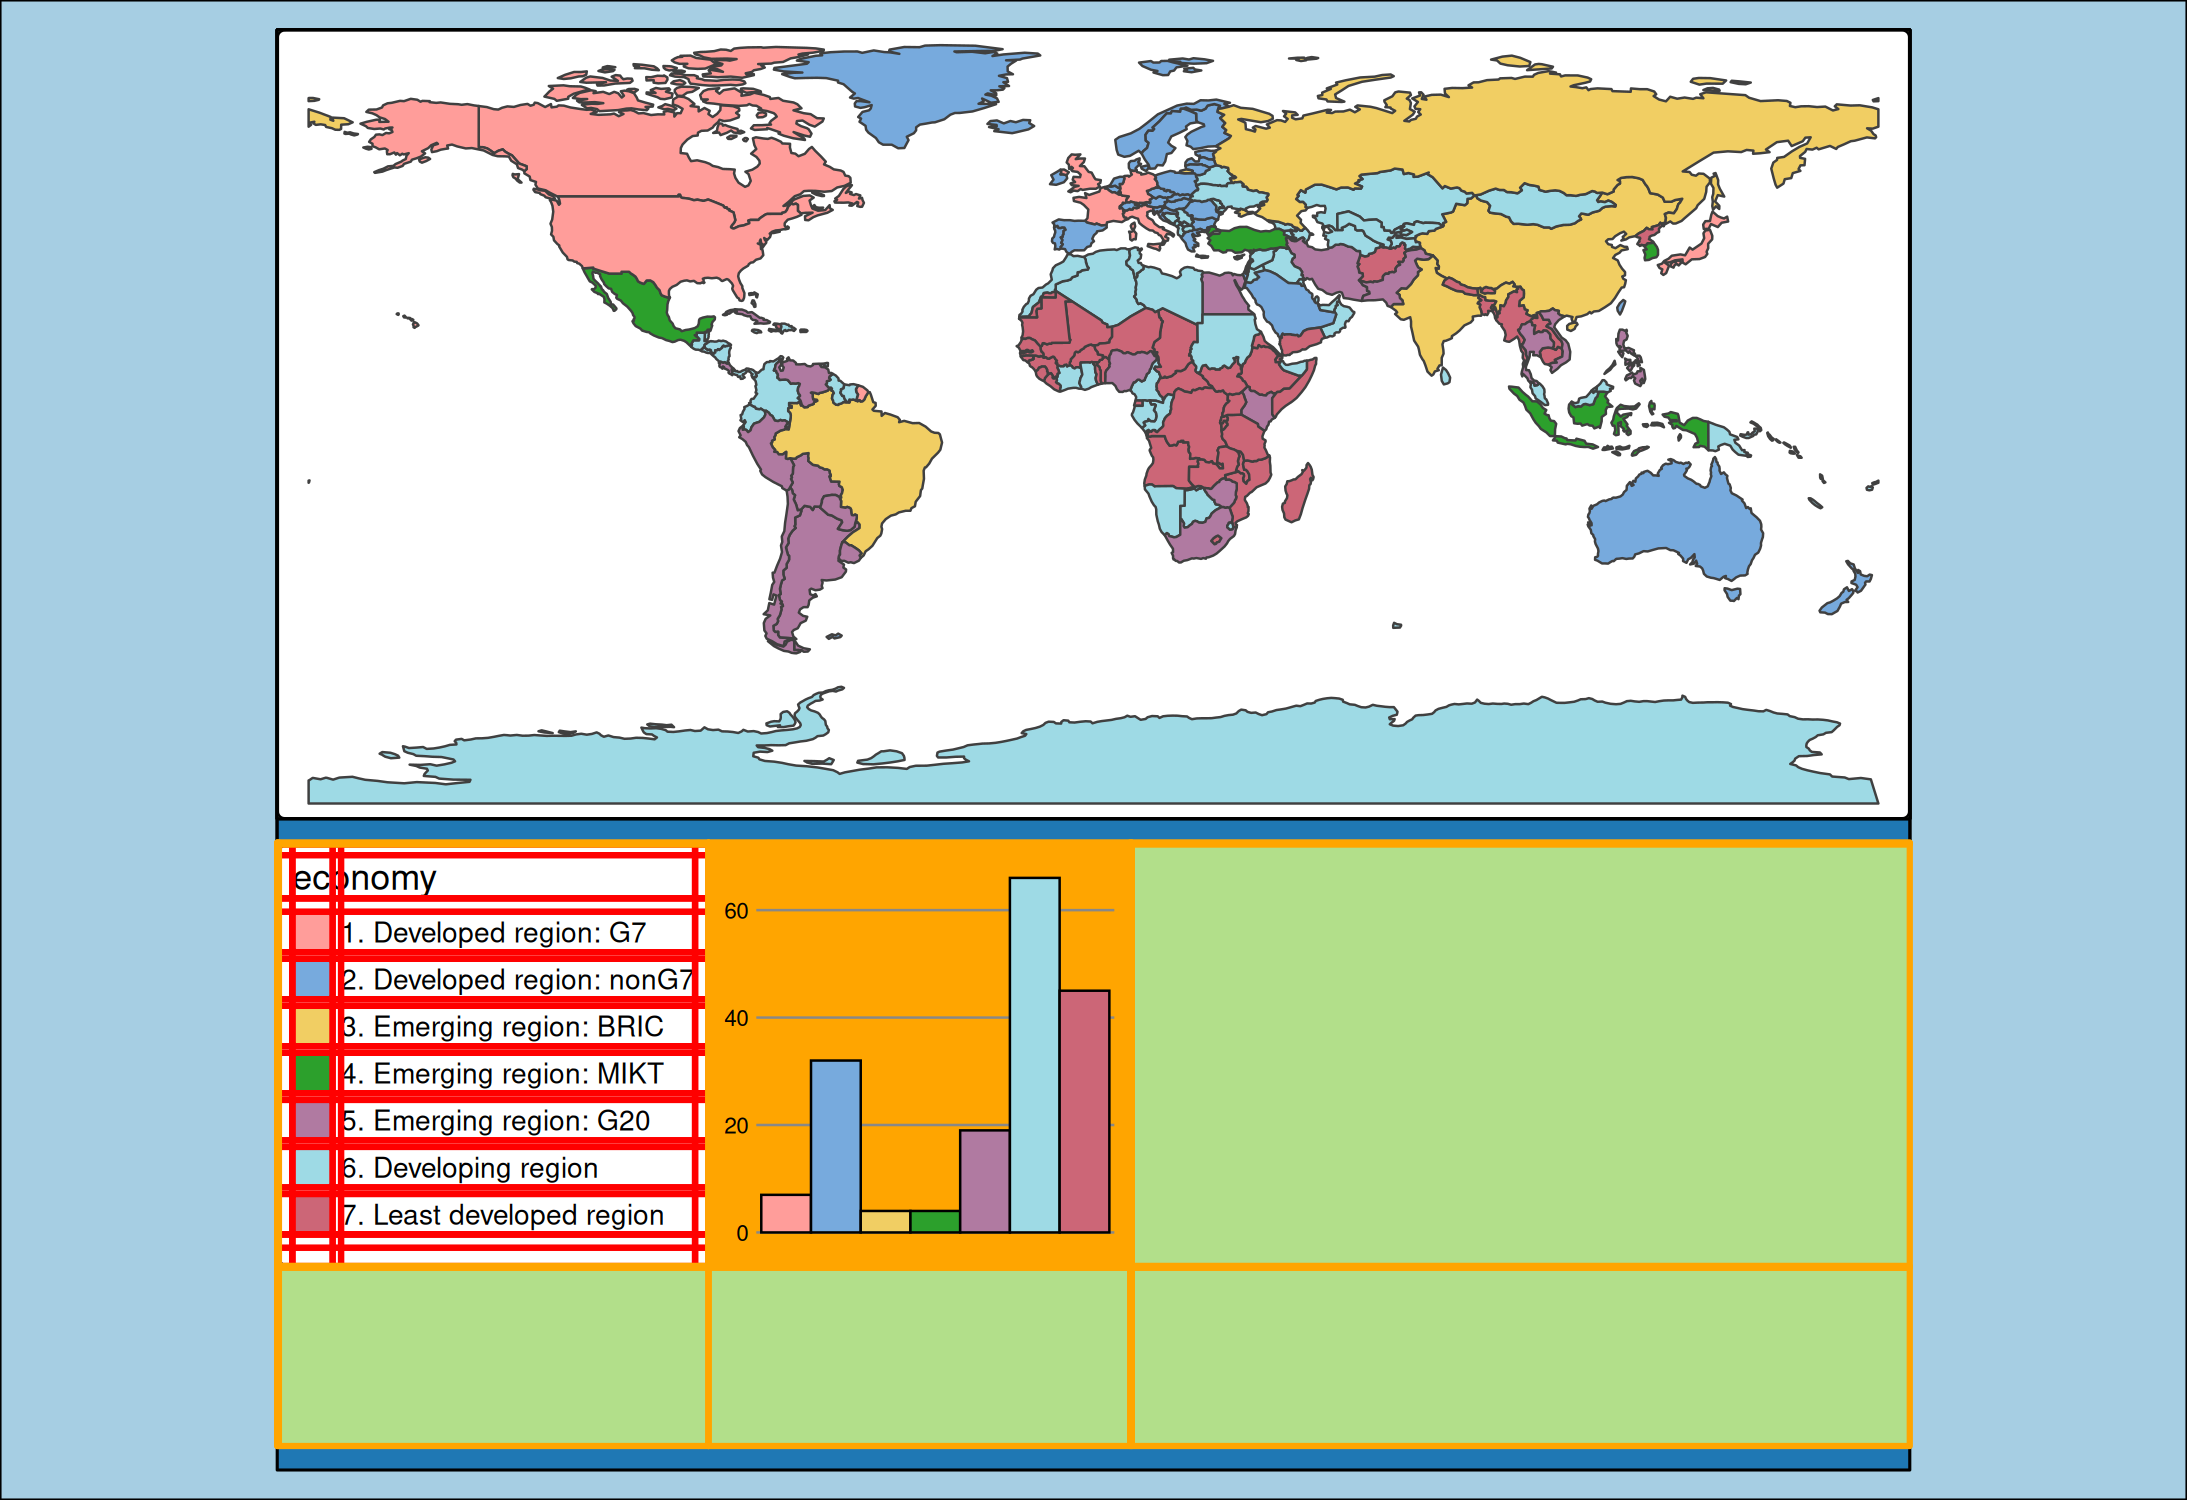 economy
1. Developed region: G7
2. Developed region: nonG7
3. Emerging region: BRIC
4. Emerging region: MIKT
5. Emerging region: G20
6. Developing region
7. Least developed region
60
40
20
0